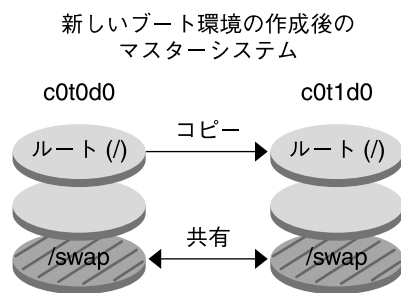 新しいブート環境の作成後の
マスターシステム
c0t0d0
c0t1d0
ルート (/)
コピー
ルート (/)
/swap
共有
/swap